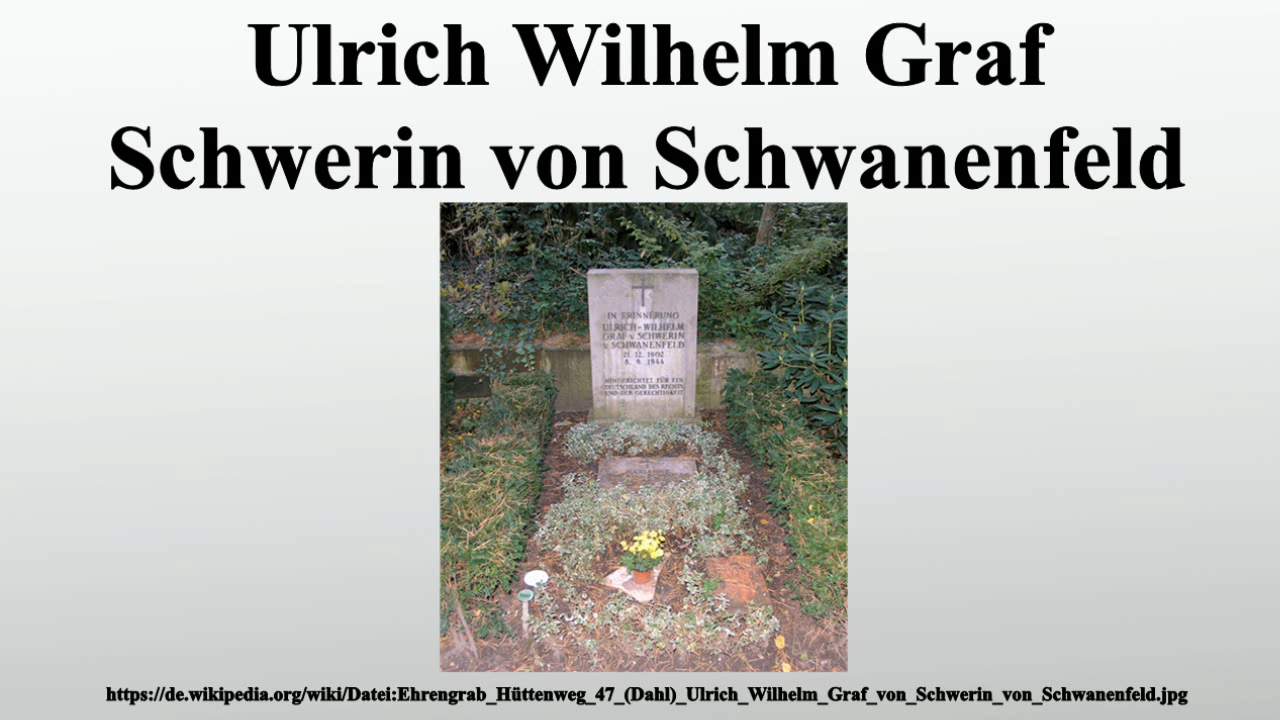 Ulrich Wilhelm Graf
Schwerin von Schwanenfeld
IN ERINNERUNG
ULRICH-WILHELM
GRAF v SCHWERIN
v SCHWANENFELD
21. 12. 1902
8. 9. 1944
HINGERICHTET FÜR EIN
DEUTSCHLAND DES RECHTS
UND DER GERECHTIGKEIT
https://de.wikipedia.org/wiki/Datei:Ehrengrab_Hüttenweg_47_(Dahl)_Ulrich_Wilhelm_Graf_von_Schwerin_von_Schwanenfeld.jpg